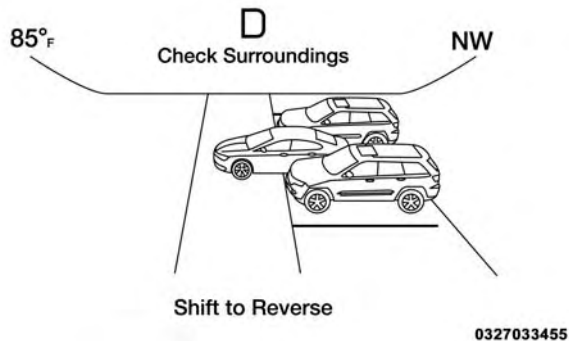 D
85°F
Check Surroundings
NW
Shift to Reverse
0327033455